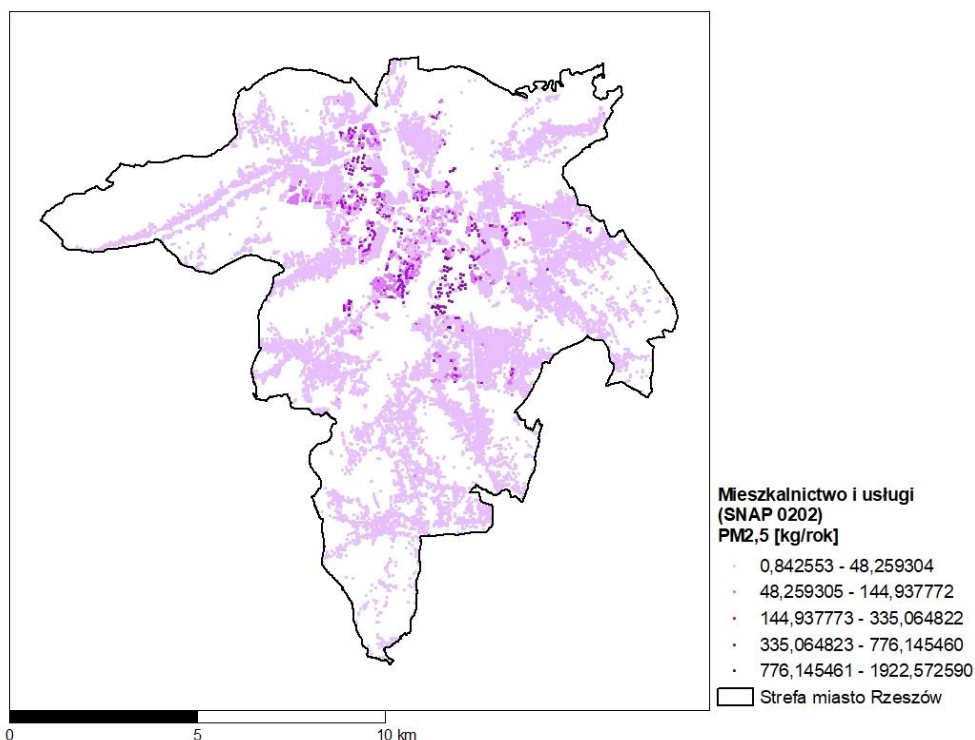 Mieszkalnictwo i usługi
(SNAP 0202)
PM2,5 [kg/rok]
0,842553 - 48,259304
48,259305 - 144,937772
144,937773 - 335,064822
335,064823 - 776,145460
776,145461 - 1922,572590
Strefa miasto Rzeszów
0 5 10 km